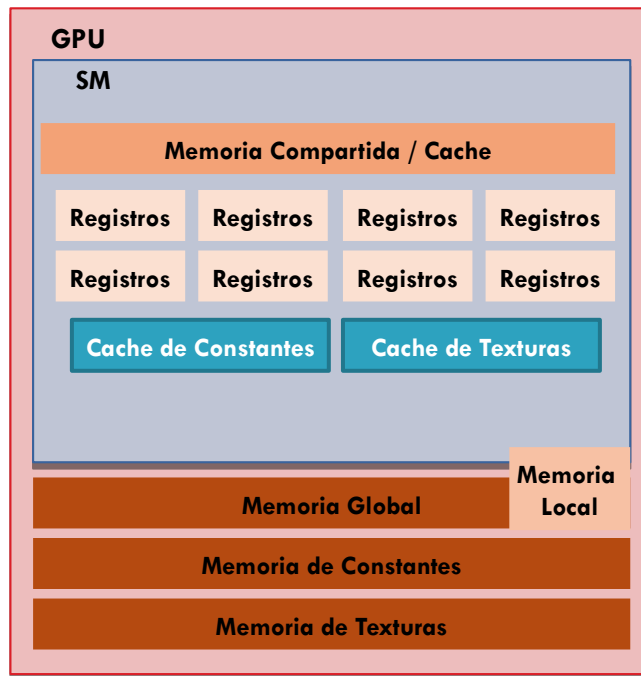 GPU
SM
Memoria Compartida / Cache
Registros Registros Registros Registros
Registros Registros Registros Registros
Cache de Constantes Cache de Texturas
Memoria Global
Memoria
Local
Memoria de Constantes
Memoria de Texturas